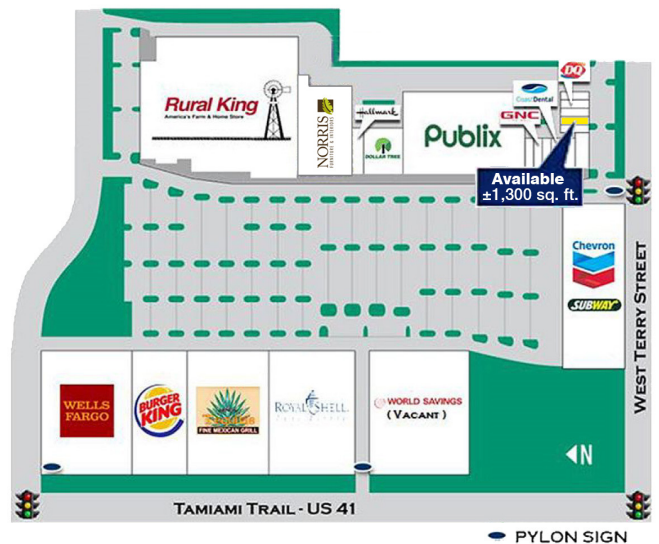 DQ
CoastDental
Rural King
America's Farm & Home Store
Hallmark
GNC
NORRIS
DOLLAR TREE
Publix
Available
±1,300 sq. ft.
Chevron
SUBWAY
WEST TERRY STREET
WELLS
FARGO
BURGER
KING
FINE MEXICAN GRILL
ROYAL SHELL
WORLD SAVINGS
(VACANT)
N
TAMIAMI TRAIL - US 41
PYLON SIGN